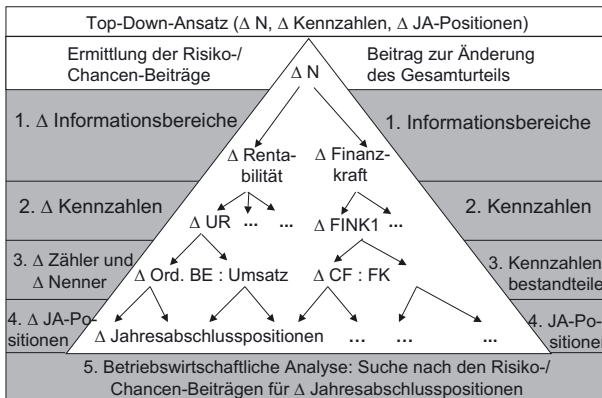 Top-Down-Ansatz (Δ N, Δ Kennzahlen, Δ JA-Positionen)
Ermittlung der Risiko-/
Chancen-Beiträge
Δ N
Beitrag zur Änderung
des Gesamturteils
1. Δ Informationsbereiche
1. Informationsbereiche
Δ Renta-
bilität
Δ Finanz-
kraft
2. Δ Kennzahlen
Δ UR ... ...
Δ FINK1 ...
2. Kennzahlen
3. Δ Zähler und
Δ Nenner
Δ Ord. BE : Umsatz
Δ CF : FK
3. Kennzahlen
bestandteile
4. Δ JA-Po-
sitionen
Δ Jahresabschlusspositionen ... ... ...
4. JA-Po-
sitionen
5. Betriebswirtschaftliche Analyse: Suche nach den Risiko-/
Chancen-Beiträgen für Δ Jahresabschlusspositionen